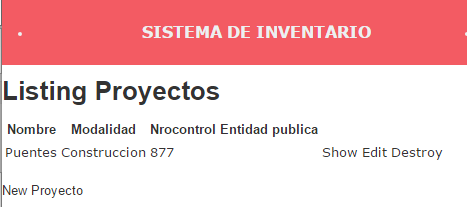 SISTEMA DE INVENTARIO
Listing Proyectos
Nombre Modalidad Nrocontrol Entidad publica
Puentes Construccion 877 Show Edit Destroy
New Proyecto